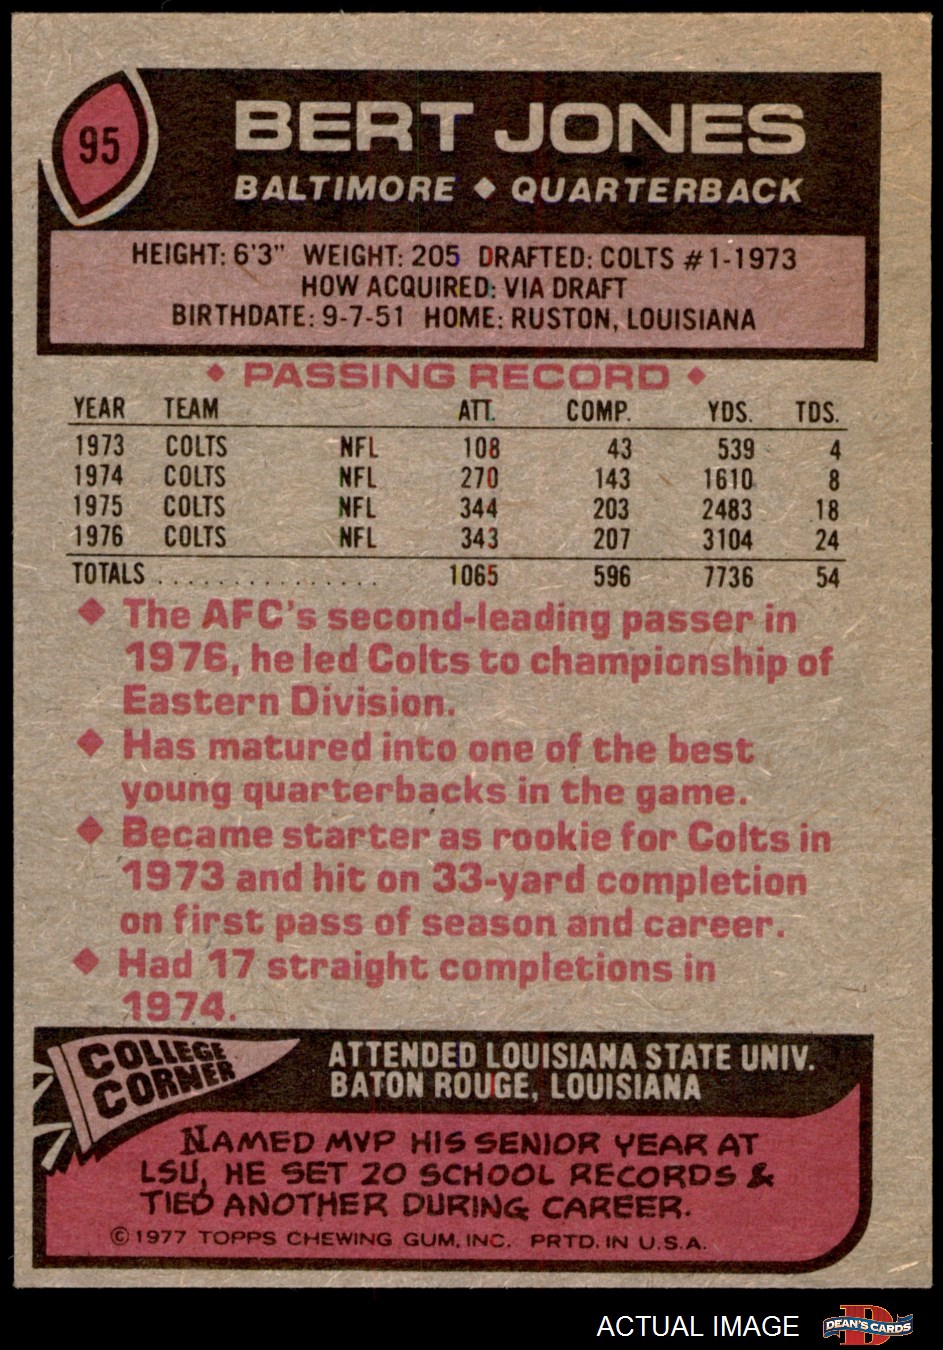 95
BERT JONES
BALTIMORE ◆ QUARTERBACK
HEIGHT: 6'3" WEIGHT: 205 DRAFTED: COLTS #1-1973
HOW ACQUIRED: VIA DRAFT
BIRTHDATE: 9-7-51 HOME: RUSTON, LOUISIANA
◆ PASSING RECORD ◆
YEAR TEAM ATT. COMP. YDS. TDS.
1973 COLTS NFL 108 43 539 4
1974 COLTS NFL 270 143 1610 8
1975 COLTS NFL 344 203 2483 18
1976 COLTS NFL 343 207 3104 24
TOTALS . . . . . . . . . . . . . . . 1065 596 7736 54
◆ The AFC's second-leading passer in
1976, he led Colts to championship of
Eastern Division.
◆ Has matured into one of the best
young quarterbacks in the game.
◆ Became starter as rookie for Colts in
1973 and hit on 33-yard completion
on first pass of season and career.
◆ Had 17 straight completions in
1974.
COLLEGE
CORNER
ATTENDED LOUISIANA STATE UNIV.
BATON ROUGE, LOUISIANA
NAMED MVP HIS SENIOR YEAR AT
LSU, HE SET 20 SCHOOL RECORDS &
TIED ANOTHER DURING CAREER.
©1977 TOPPS CHEWING GUM, INC. PRTD. IN U.S.A.
ACTUAL IMAGE
D
DEAN'S CARDS